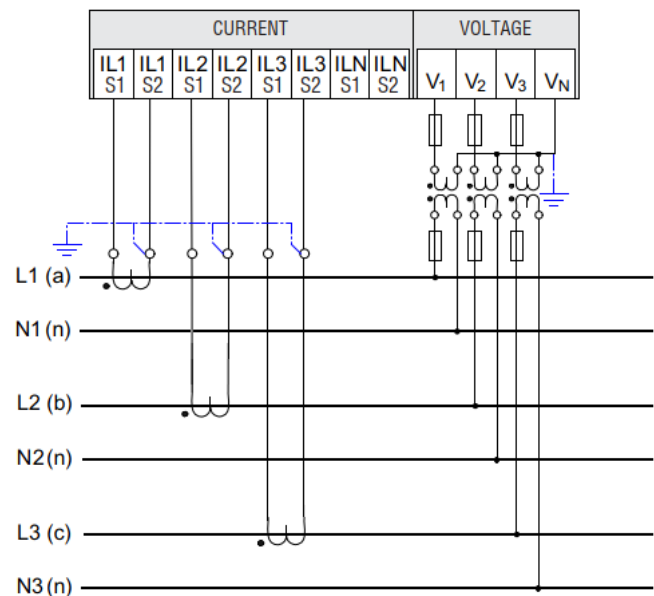 CURRENT VOLTAGE
IL1 IL1 IL2 IL2 IL3 IL3 ILN ILN
S1 S2 S1 S2 S1 S2 S1 S2
V1 V2 V3 VN
L1 (a)
N1 (n)
L2 (b)
N2 (n)
L3 (c)
N3 (n)